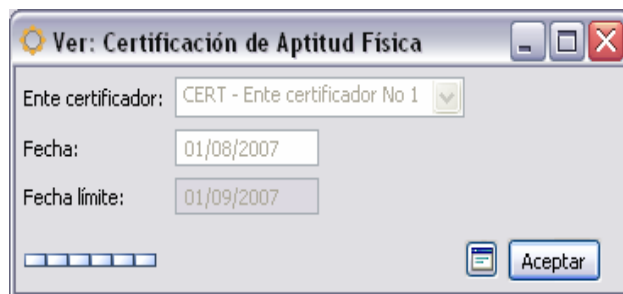 Ver: Certificación de Aptitud Física
Ente certificador: CERT - Ente certificador No 1
Fecha: 01/08/2007
Fecha límite: 01/09/2007
Aceptar